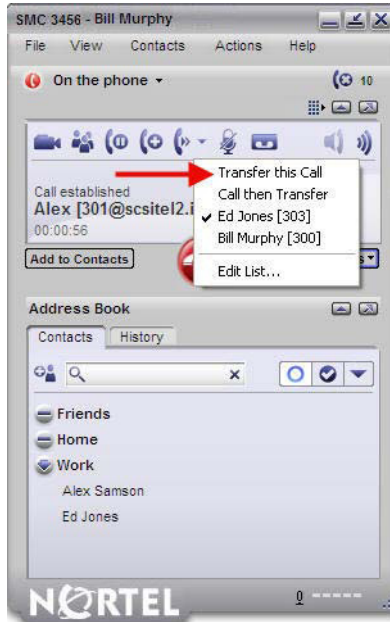 SMC 3456 - Bill Murphy
File View Contacts Actions Help
On the phone
10
Transfer this Call
Call then Transfer
Ed Jones [303]
Bill Murphy [300]
Edit List...
Call established
Alex [301@scsitel2.i
00:00:56
Add to Contacts
Address Book
Contacts History
Friends
Home
Work
Alex Samson
Ed Jones
NORTEL
0